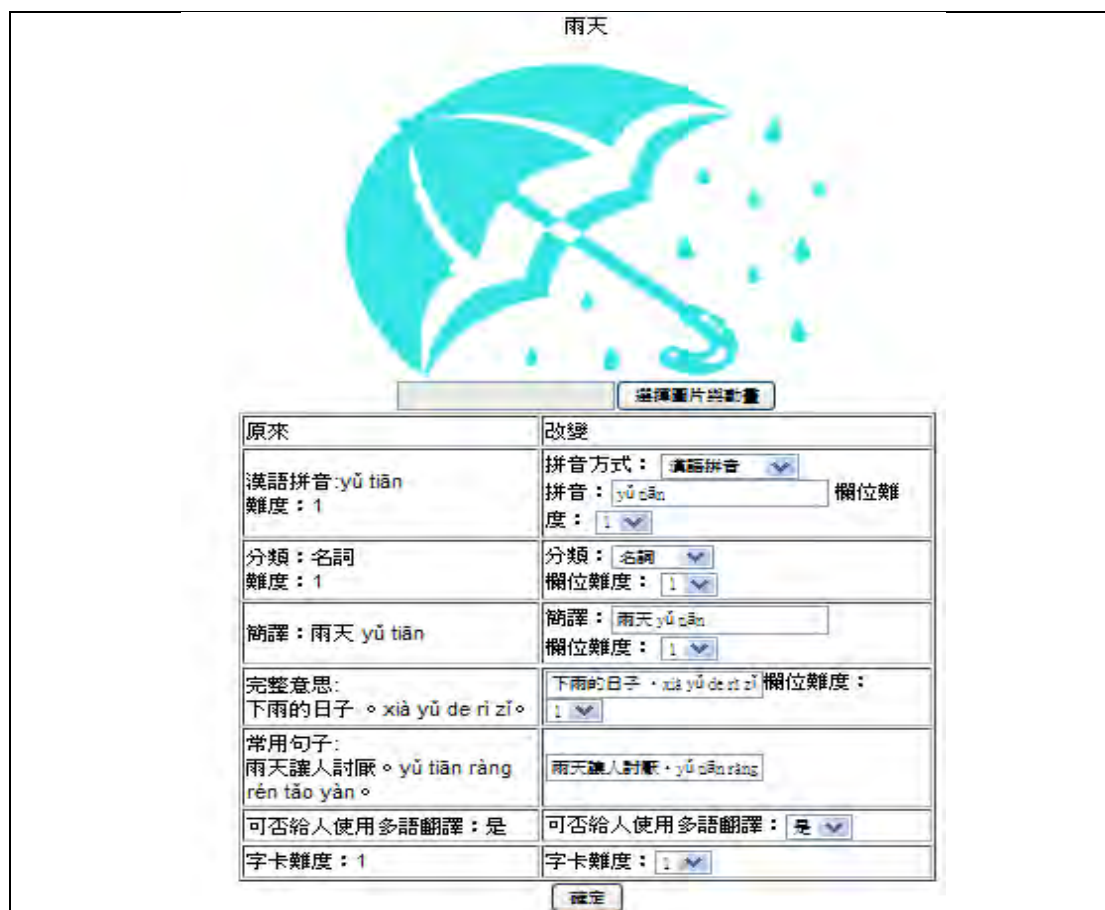 雨天
選擇圖片與動畫
原來
改變
漢語拼音:yǔ tiān
難度：1
拼音方式： 漢語拼音
拼音： yǔ tiān 欄位難
度： 1
分類：名詞
難度：1
分類： 名詞
欄位難度： 1
簡譯：雨天 yǔ tiān
簡譯： 雨天 yǔ tiān
欄位難度： 1
完整意思:
下雨的日子 。xià yǔ de rì zǐ。
下雨的日子 。xià yǔ de rì zǐ 欄位難度：
1
常用句子:
雨天讓人討厭。yǔ tiān ràng
rén tǎo yàn。
雨天讓人討厭。yǔ tiān ràng
可否給人使用多語翻譯：是
可否給人使用多語翻譯： 是
字卡難度：1
字卡難度： 1
確定